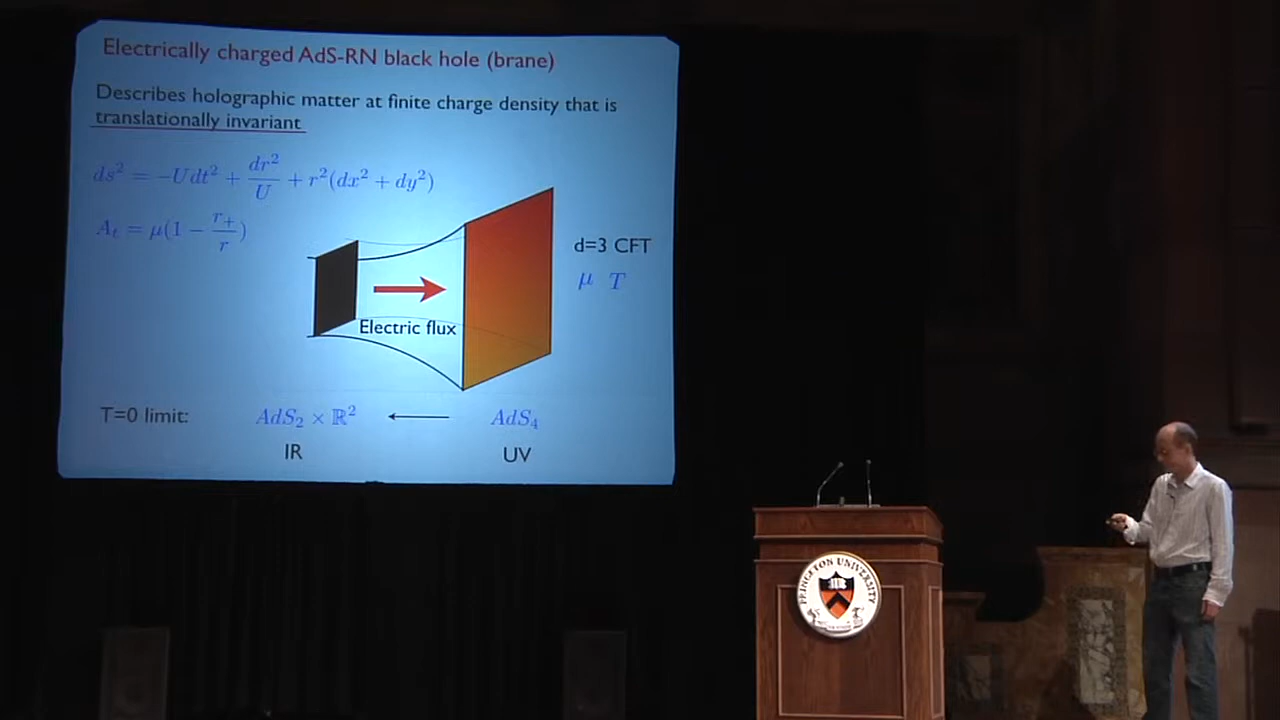 Electrically charged AdS-RN black hole (brane)
Describes holographic matter at finite charge density that is
translationally invariant
ds² = −Udt² + dr²/U + r²(dx² + dy²)
A_t = μ(1 − r₊/r)
d=3 CFT
μ T
Electric flux
T=0 limit:
AdS₂ × ℝ²
AdS₄
IR
UV
PRINCETON UNIVERSITY